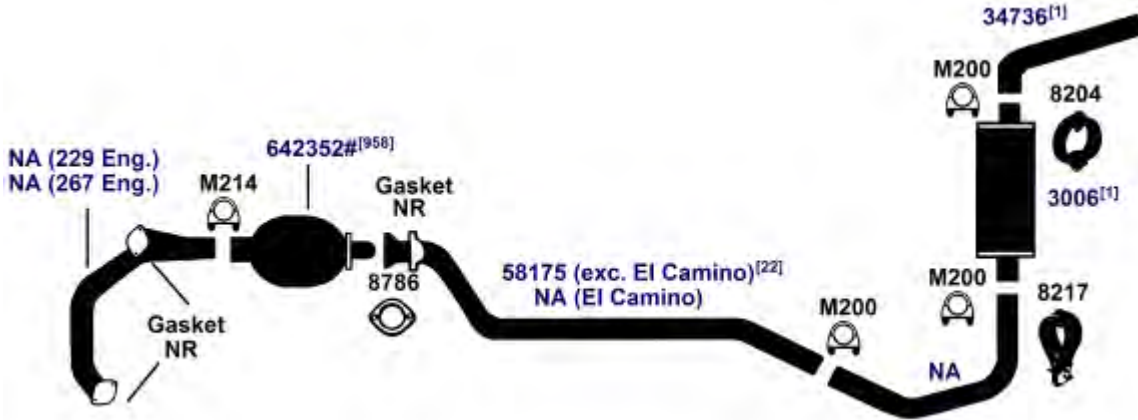 34736[1]
M200
8204
642352#[958]
NA (229 Eng.)
NA (267 Eng.)
M214
Gasket
NR
3006[1]
8786
58175 (exc. El Camino)[22]
NA (El Camino)
M200
M200
8217
Gasket
NR
NA